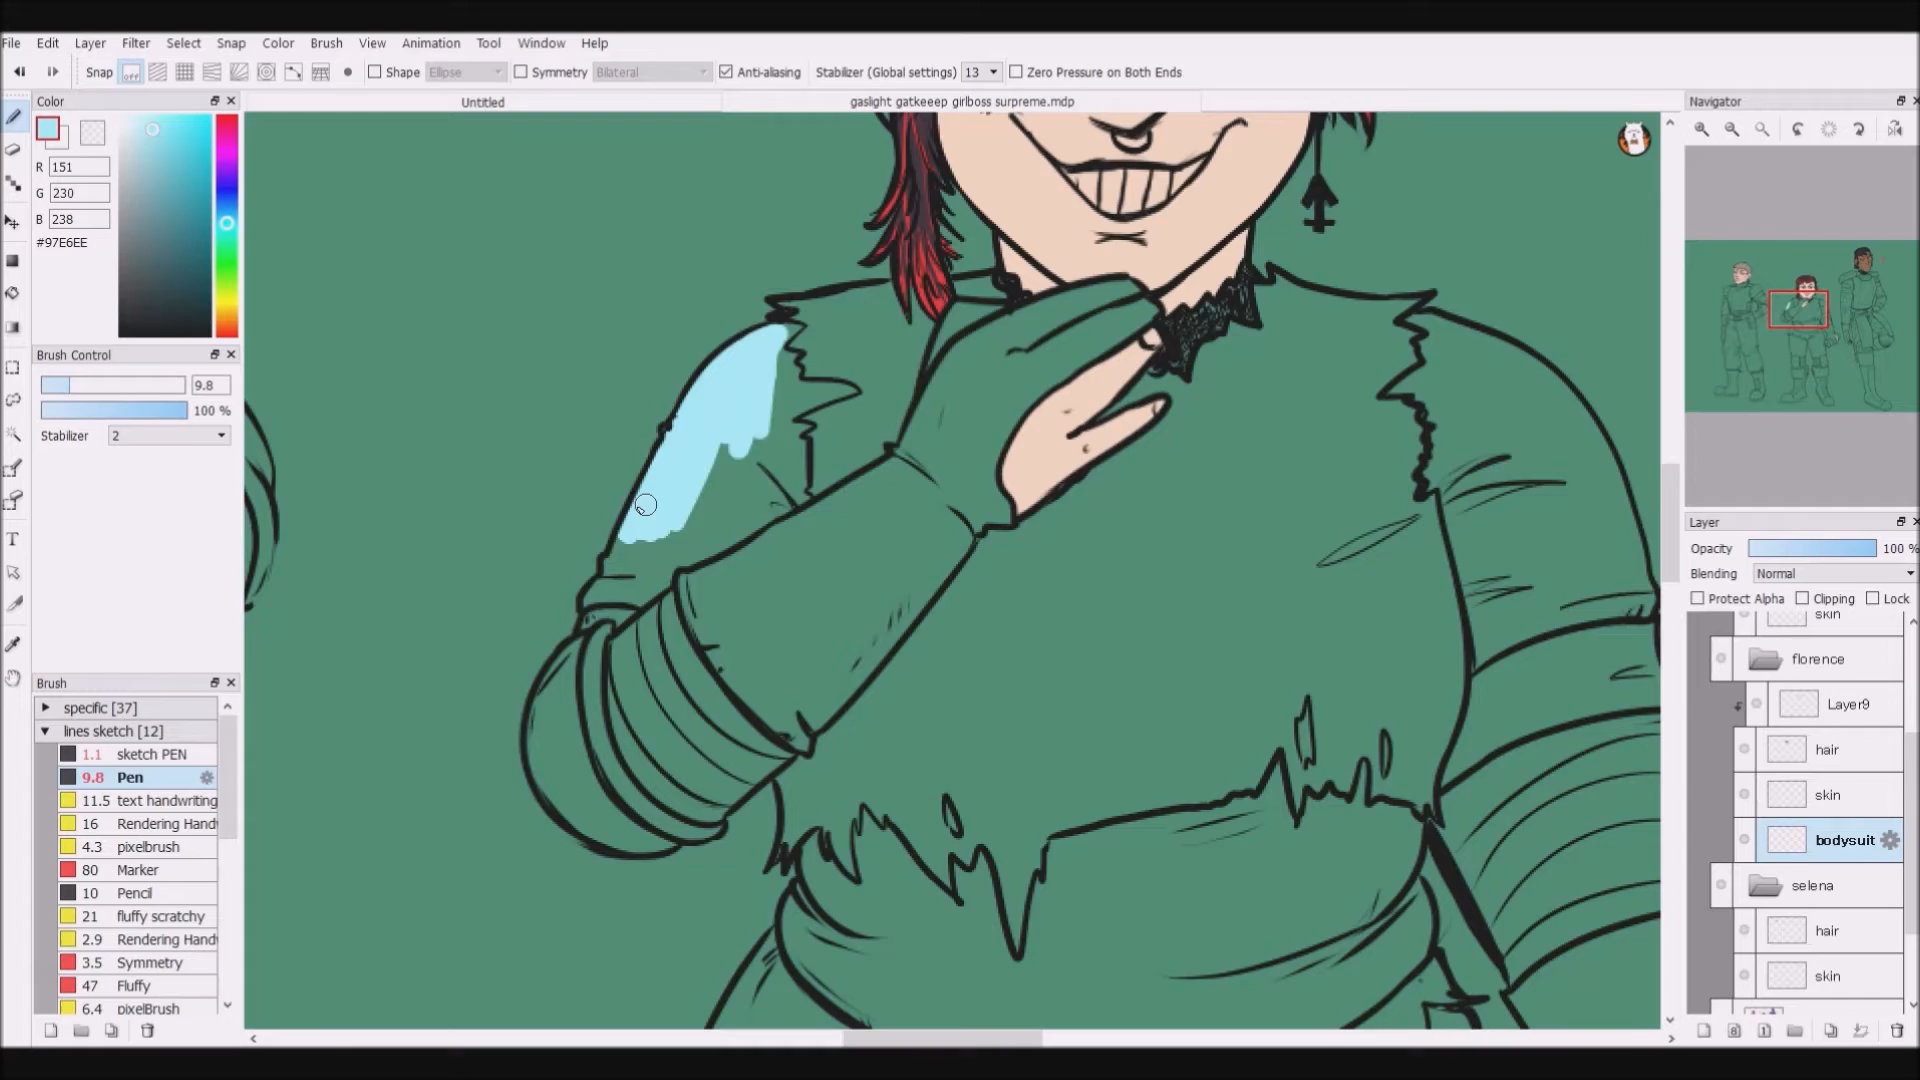 File Edit Layer Filter Select Snap Color Brush View Animation Tool Window Help
Snap off Shape Ellipse Symmetry Bilateral Anti-aliasing Stabilizer (Global settings) 13 Zero Pressure on Both Ends
Color
Untitled
gaslight gatkeeep girlboss surpreme.mdp
Navigator
R 151
G 230
B 238
#97E6EE
Brush Control
9.8
100 %
Stabilizer 2
Brush
specific [37]
lines sketch [12]
1.1 sketch PEN
9.8 Pen
11.5 text handwriting
16 Rendering Hand
4.3 pixelbrush
80 Marker
10 Pencil
21 fluffy scratchy
2.9 Rendering Hand
3.5 Symmetry
47 Fluffy
6.4 pixelBrush
Layer
Opacity 100 %
Blending Normal
Protect Alpha Clipping Lock
skin
florence
Layer9
hair
skin
bodysuit
selena
hair
skin